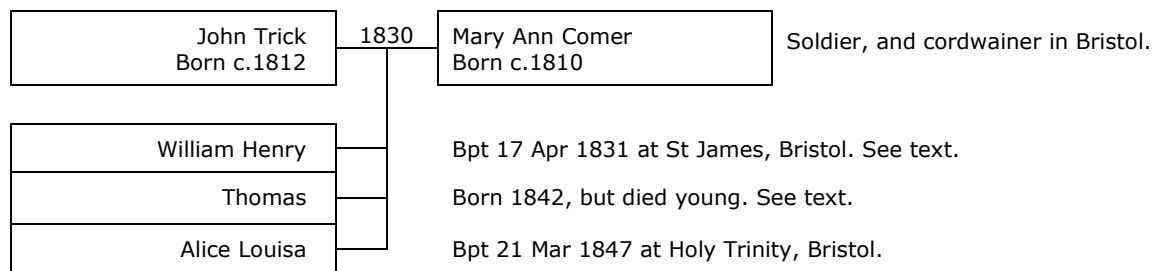 John Trick
Born c.1812
1830
Mary Ann Comer
Born c.1810
Soldier, and cordwainer in Bristol.
William Henry
Bpt 17 Apr 1831 at St James, Bristol. See text.
Thomas
Born 1842, but died young. See text.
Alice Louisa
Bpt 21 Mar 1847 at Holy Trinity, Bristol.